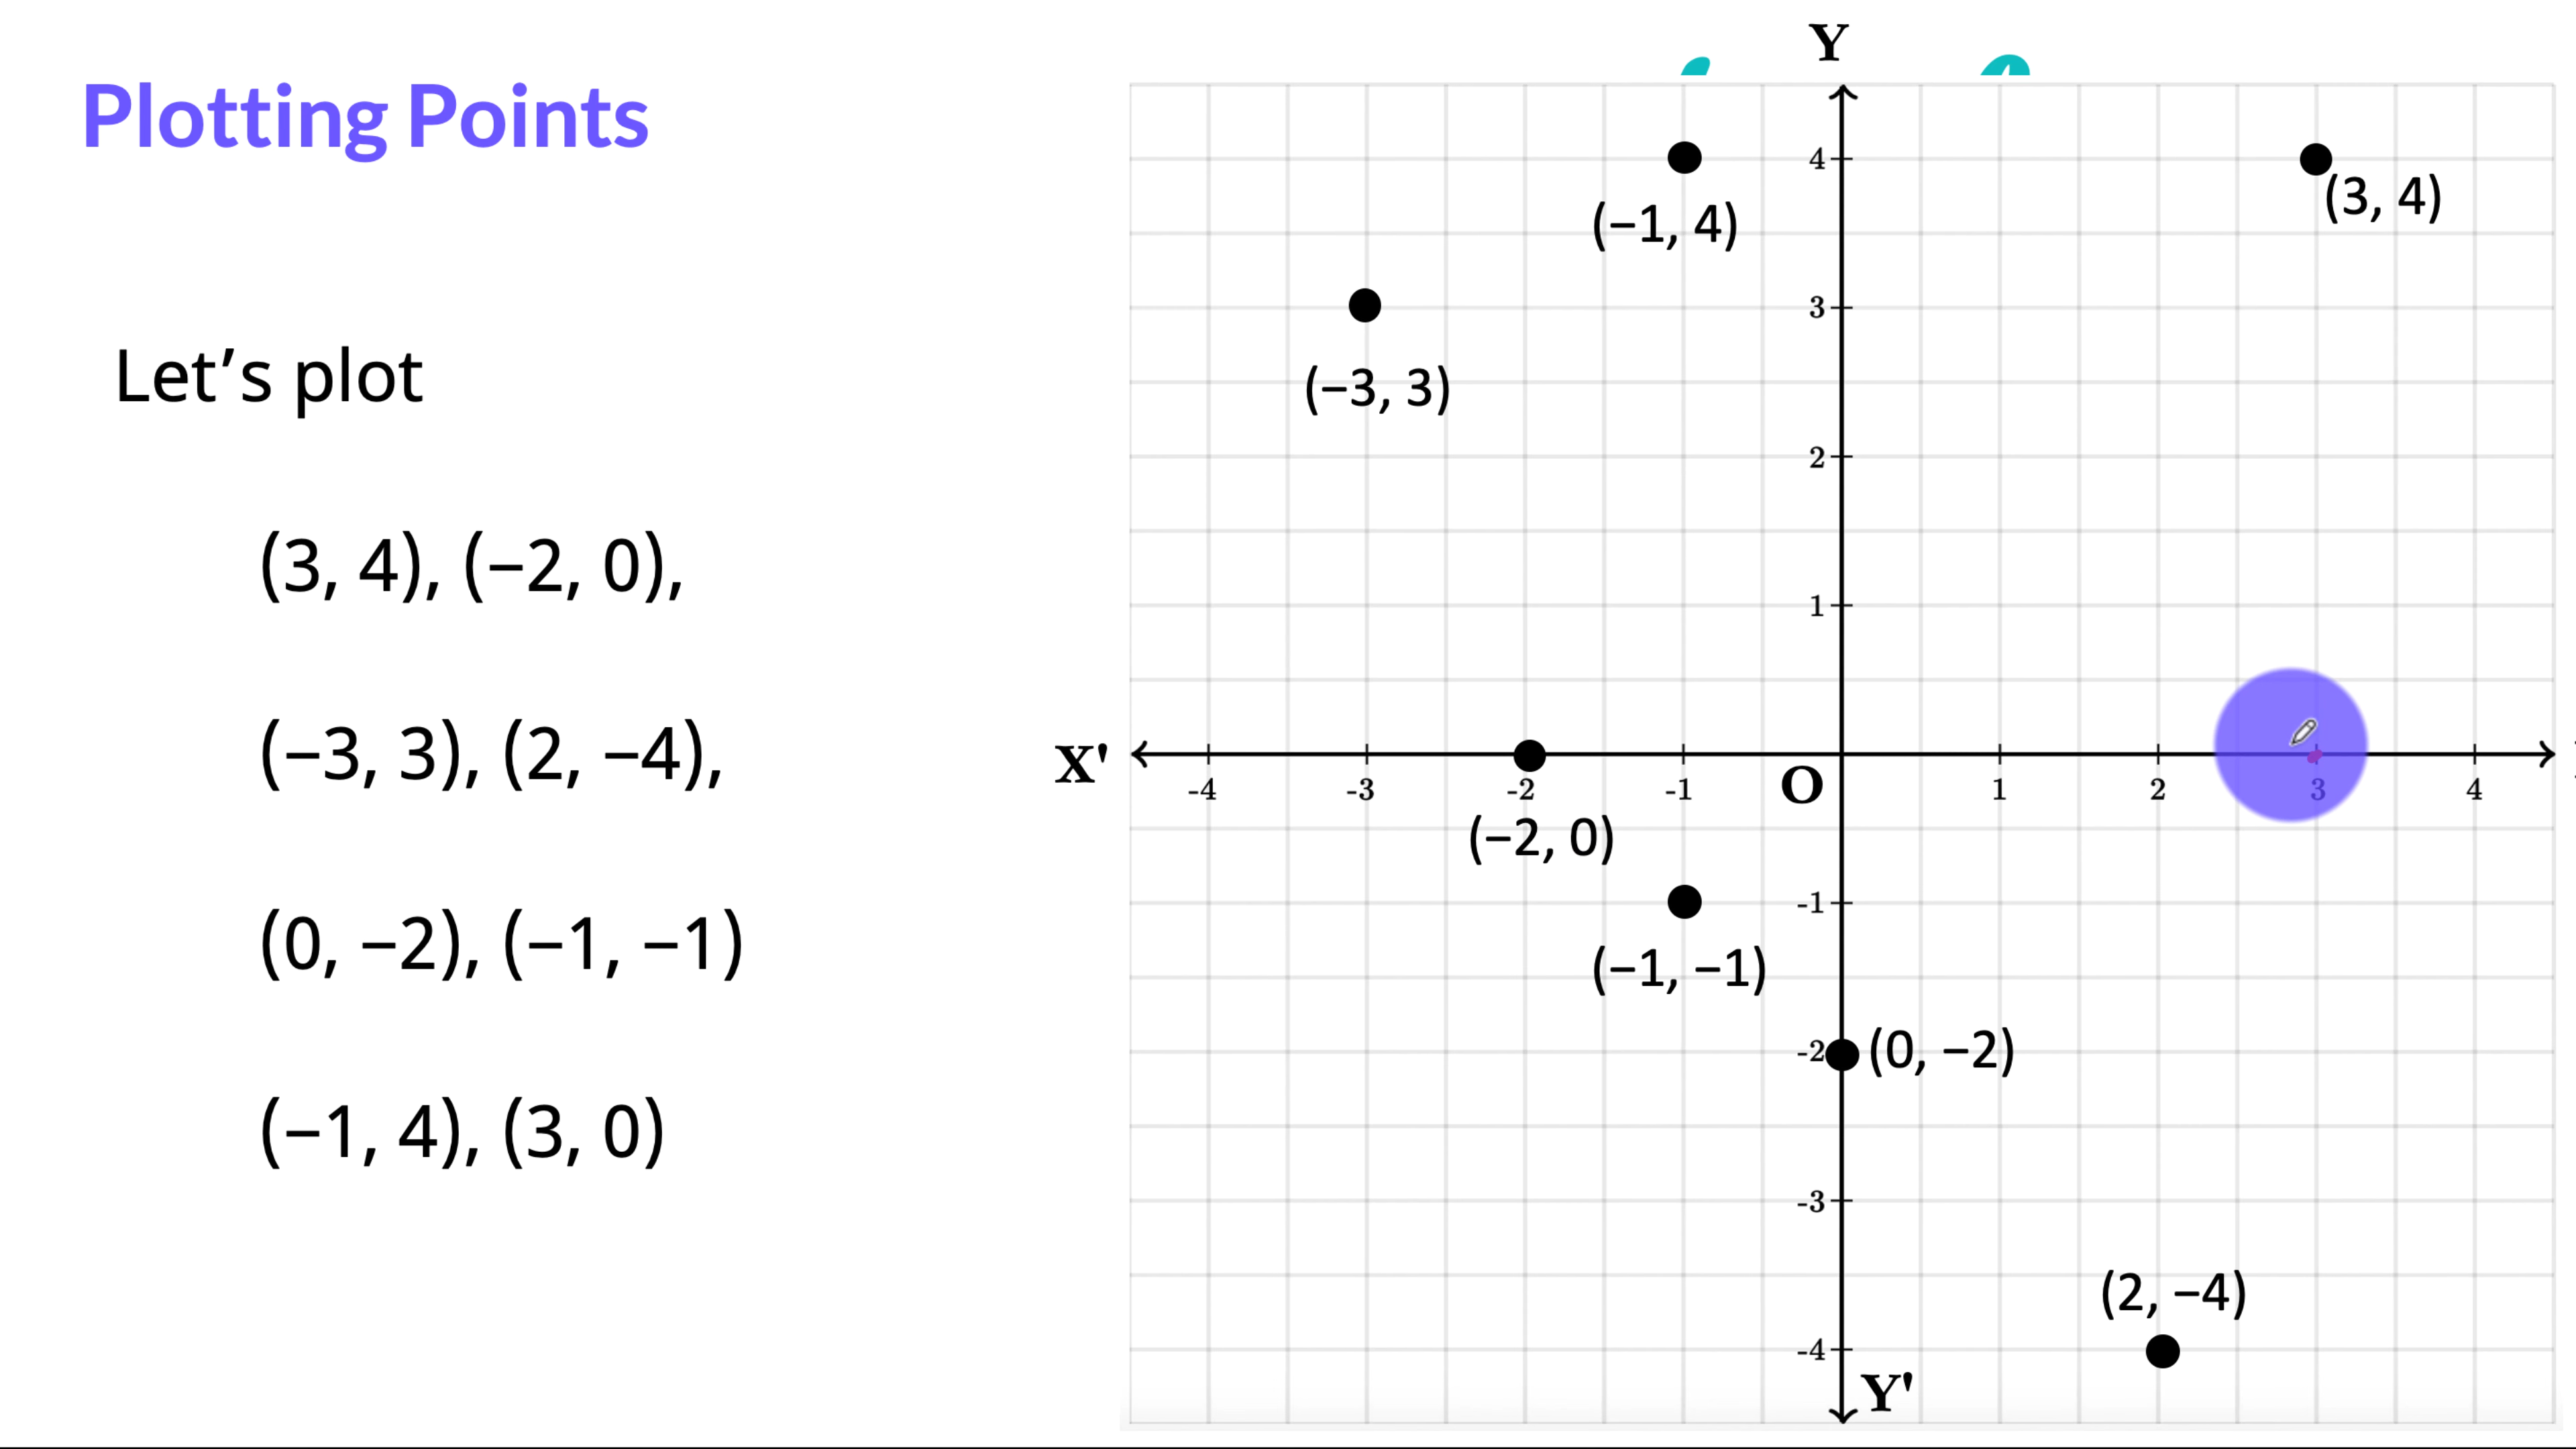 Plotting Points
Let’s plot
(3, 4), (−2, 0),
(−3, 3), (2, −4),
(0, −2), (−1, −1)
(−1, 4), (3, 0)
Y
4
(−1, 4)
(3, 4)
3
(−3, 3)
2
1
X'
-4 -3 -2 -1 O 1 2 3 4
(−2, 0)
-1
(−1, −1)
-2 (0, −2)
-3
(2, −4)
-4
Y'